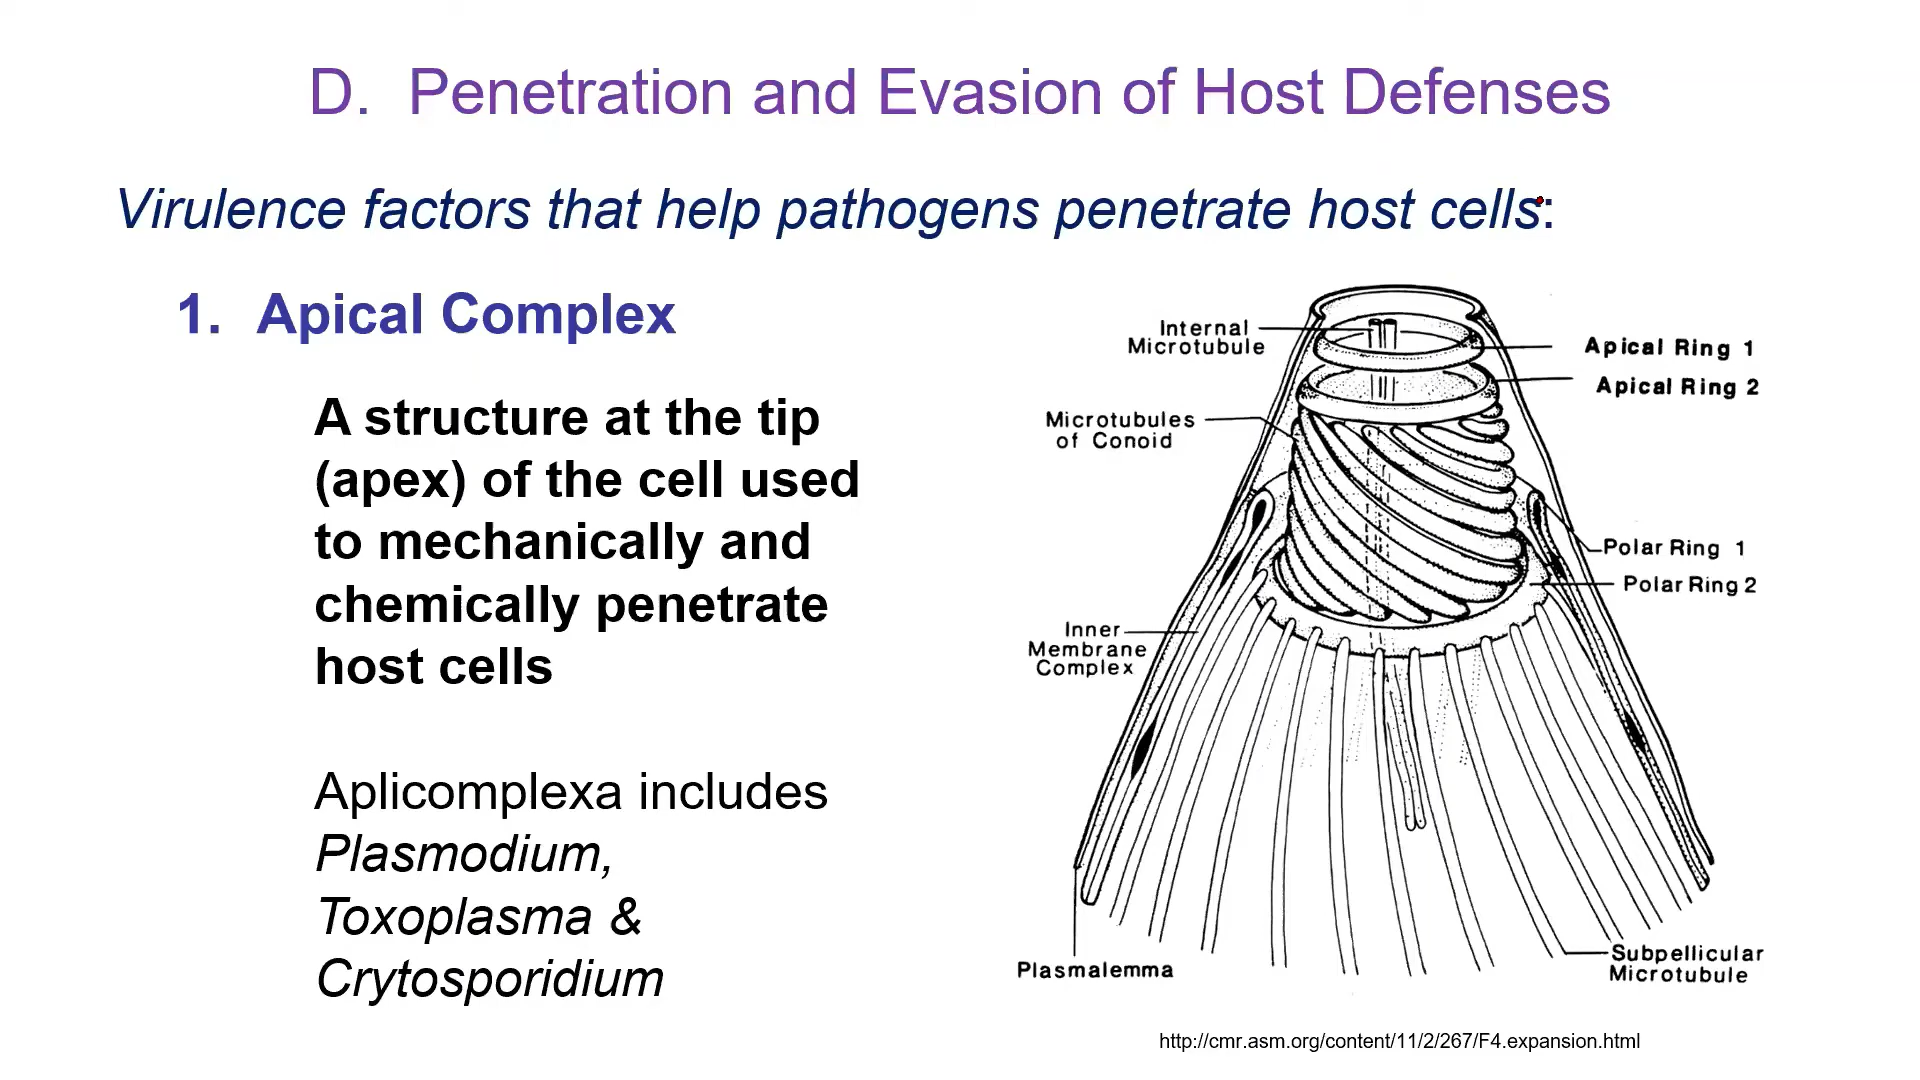 D. Penetration and Evasion of Host Defenses
Virulence factors that help pathogens penetrate host cells:
1. Apical Complex
A structure at the tip
(apex) of the cell used
to mechanically and
chemically penetrate
host cells
Aplicomplexa includes
Plasmodium,
Toxoplasma &
Crytosporidium
Internal
Microtubule
Apical Ring 1
Apical Ring 2
Microtubules
of Conoid
Polar Ring 1
Polar Ring 2
Inner
Membrane
Complex
Plasmalemma
Subpellicular
Microtubule
http://cmr.asm.org/content/11/2/267/F4.expansion.html